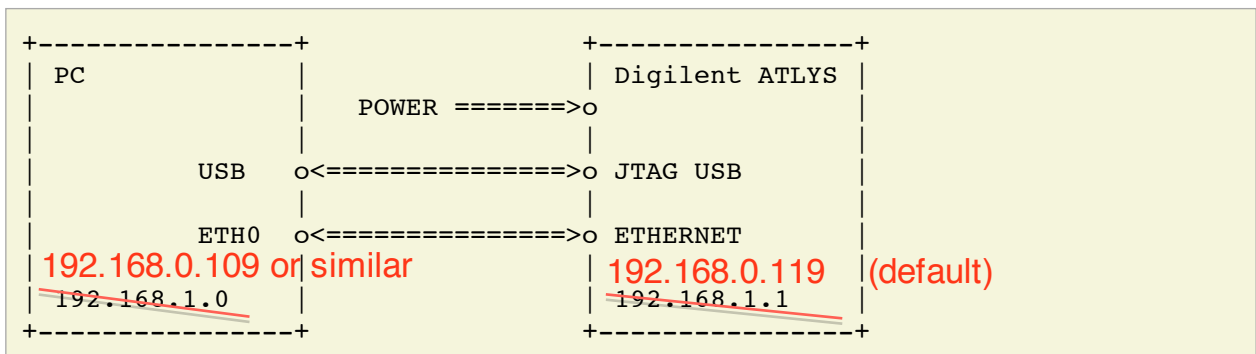 +----------------+                 +----------------+
| PC             |                 | Digilent ATLYS |
|                |   POWER =======>o                |
|                |                 |                |
|          USB   o<===============>o JTAG USB       |
|                |                 |                |
|          ETH0  o<===============>o ETHERNET       |
192.168.0.109 or similar 192.168.0.119 (default)
| 192.168.1.0    |                 | 192.168.1.1    |
+----------------+                 +----------------+